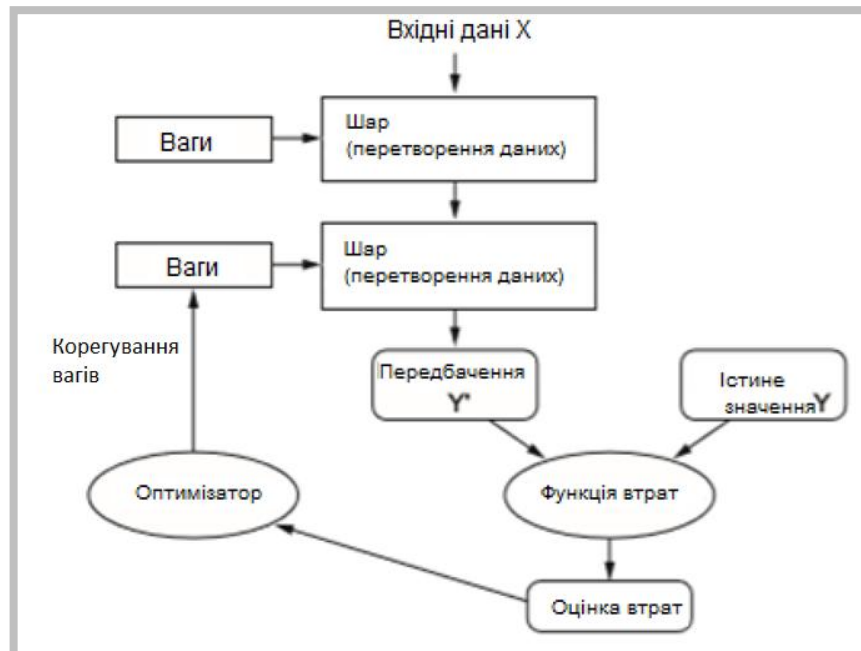 Вхідні дані X
Шар
(перетворення даних)
Ваги
Шар
(перетворення даних)
Ваги
Корегування
вагів
Передбачення
Y'
Істине
значення Y
Оптимізатор
Функція втрат
Оцінка втрат